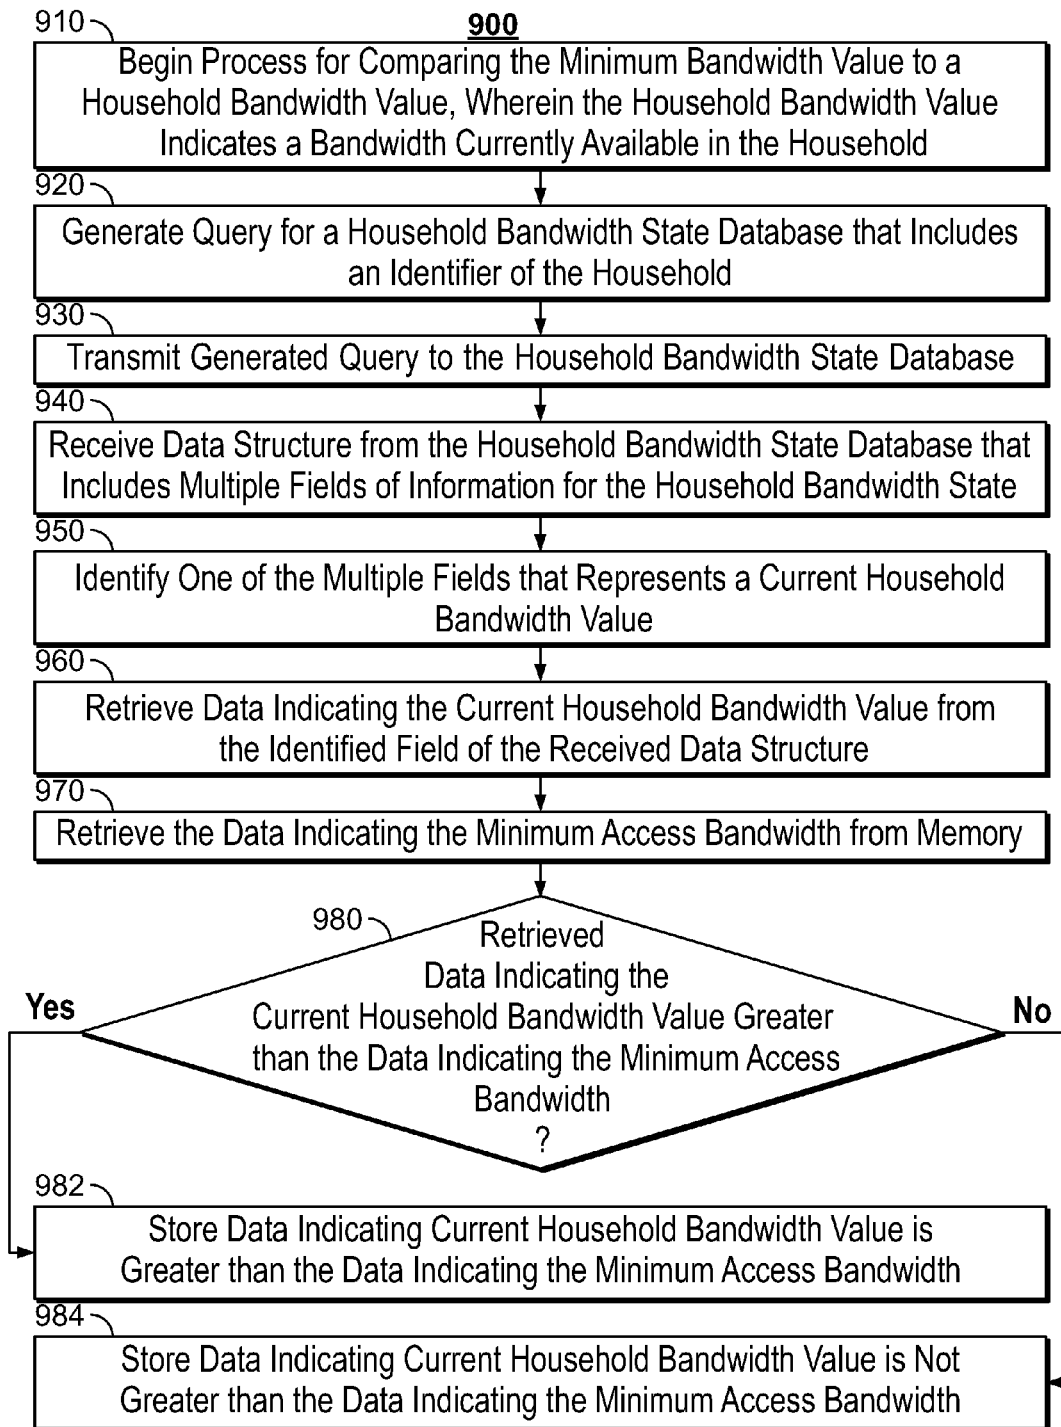 900
910
Begin Process for Comparing the Minimum Bandwidth Value to a
Household Bandwidth Value, Wherein the Household Bandwidth Value
Indicates a Bandwidth Currently Available in the Household
920
Generate Query for a Household Bandwidth State Database that Includes
an Identifier of the Household
930
Transmit Generated Query to the Household Bandwidth State Database
940
Receive Data Structure from the Household Bandwidth State Database that
Includes Multiple Fields of Information for the Household Bandwidth State
950
Identify One of the Multiple Fields that Represents a Current Household
Bandwidth Value
960
Retrieve Data Indicating the Current Household Bandwidth Value from
the Identified Field of the Received Data Structure
970
Retrieve the Data Indicating the Minimum Access Bandwidth from Memory
980
Retrieved
Data Indicating the
Current Household Bandwidth Value Greater
than the Data Indicating the Minimum Access
Bandwidth
?
Yes
No
982
Store Data Indicating Current Household Bandwidth Value is
Greater than the Data Indicating the Minimum Access Bandwidth
984
Store Data Indicating Current Household Bandwidth Value is Not
Greater than the Data Indicating the Minimum Access Bandwidth